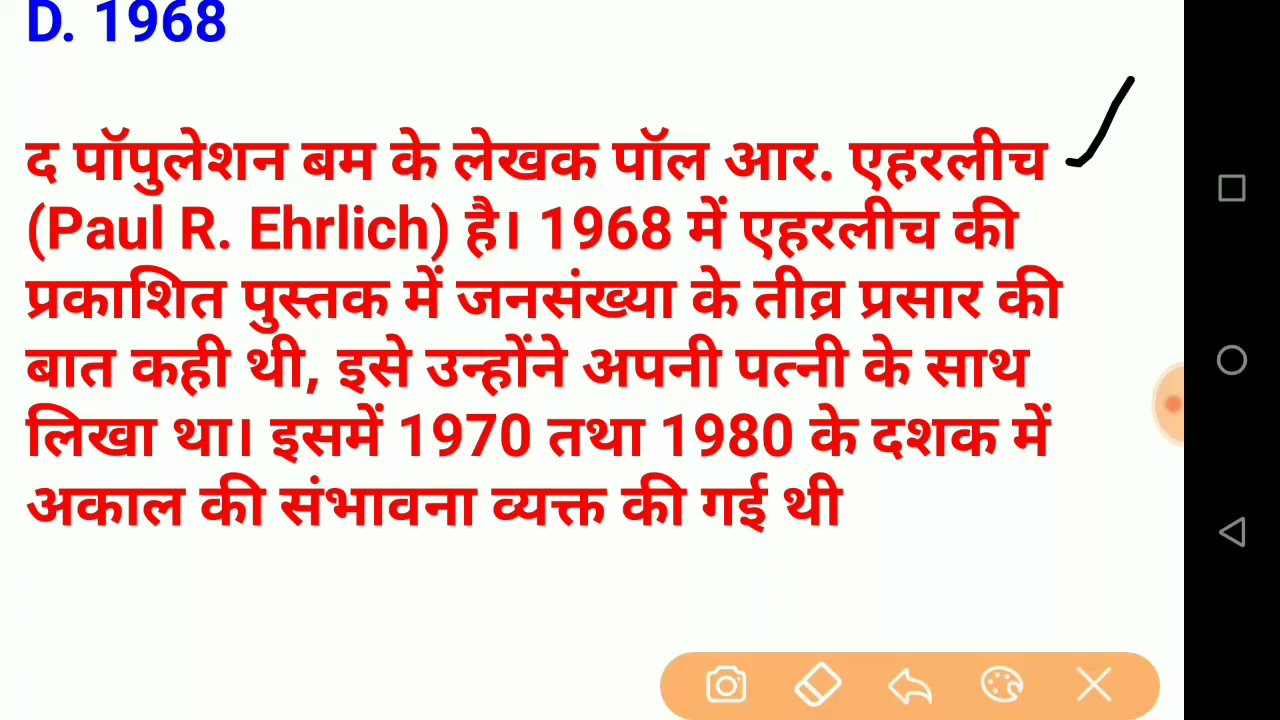 D. 1968
द पॉपुलेशन बम के लेखक पॉल आर. एहरलीच
(Paul R. Ehrlich) है। 1968 में एहरलीच की
प्रकाशित पुस्तक में जनसंख्या के तीव्र प्रसार की
बात कही थी, इसे उन्होंने अपनी पत्नी के साथ
लिखा था। इसमें 1970 तथा 1980 के दशक में
अकाल की संभावना व्यक्त की गई थी